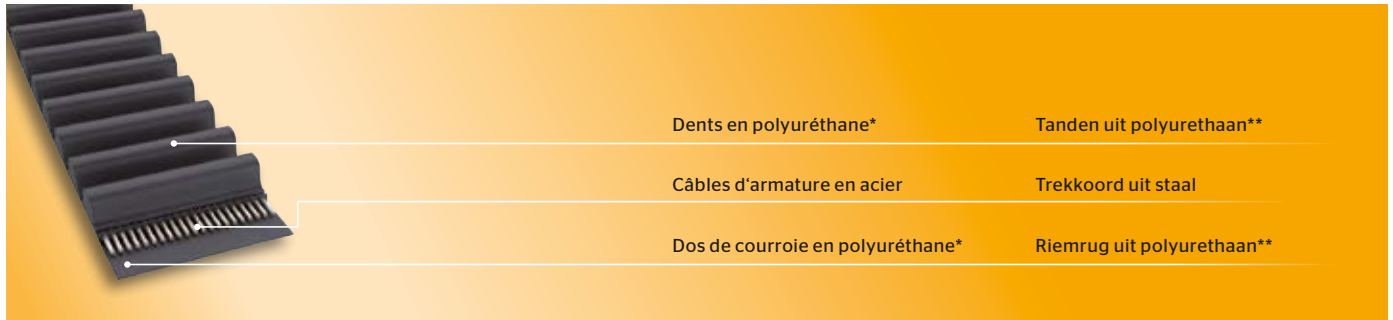 Dents en polyuréthane* Tanden uit polyurethaan**
Câbles d‘armature en acier Trekkoord uit staal
Dos de courroie en polyuréthane* Riemrug uit polyurethaan**